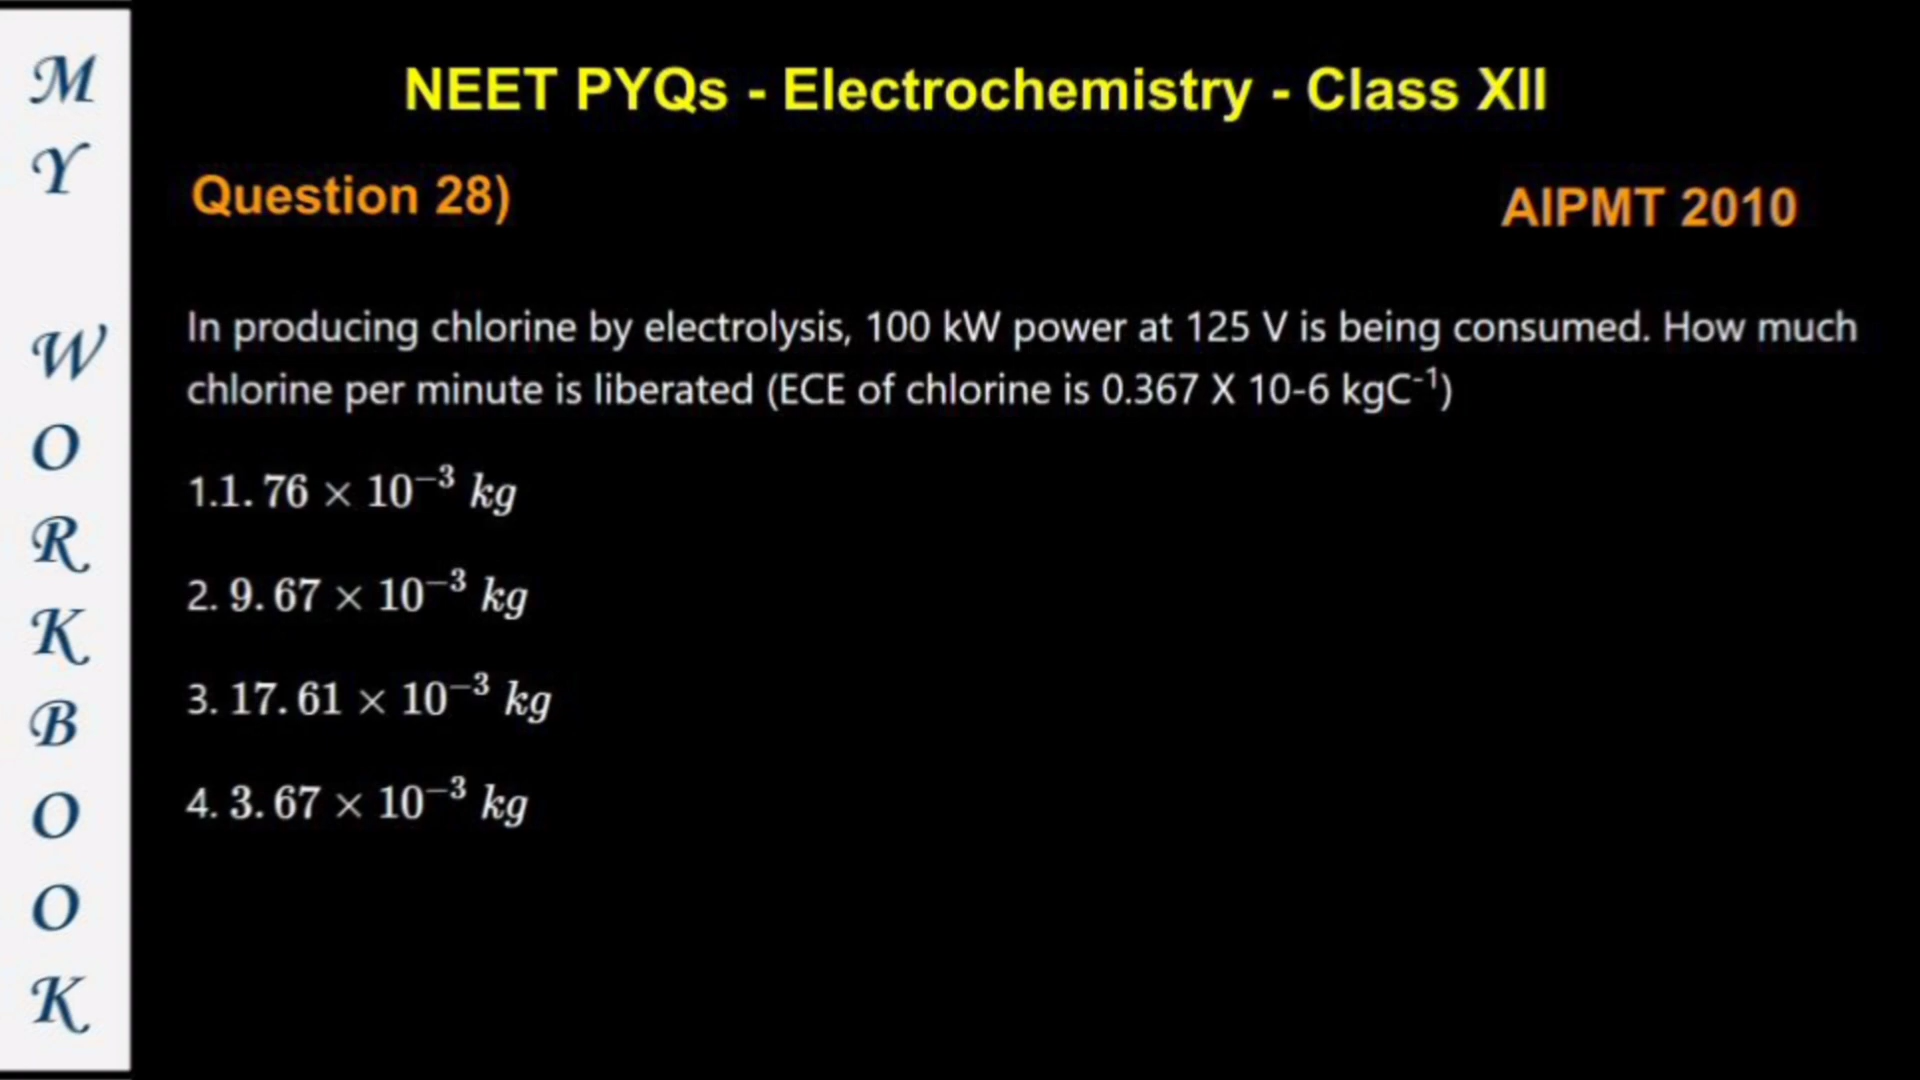 MY WORKBOOK
NEET PYQs - Electrochemistry - Class XII
Question 28)
AIPMT 2010
In producing chlorine by electrolysis, 100 kW power at 125 V is being consumed. How much
chlorine per minute is liberated (ECE of chlorine is 0.367 X 10-6 kgC⁻¹)
1.1. 76 × 10⁻³ kg
2. 9. 67 × 10⁻³ kg
3. 17. 61 × 10⁻³ kg
4. 3. 67 × 10⁻³ kg